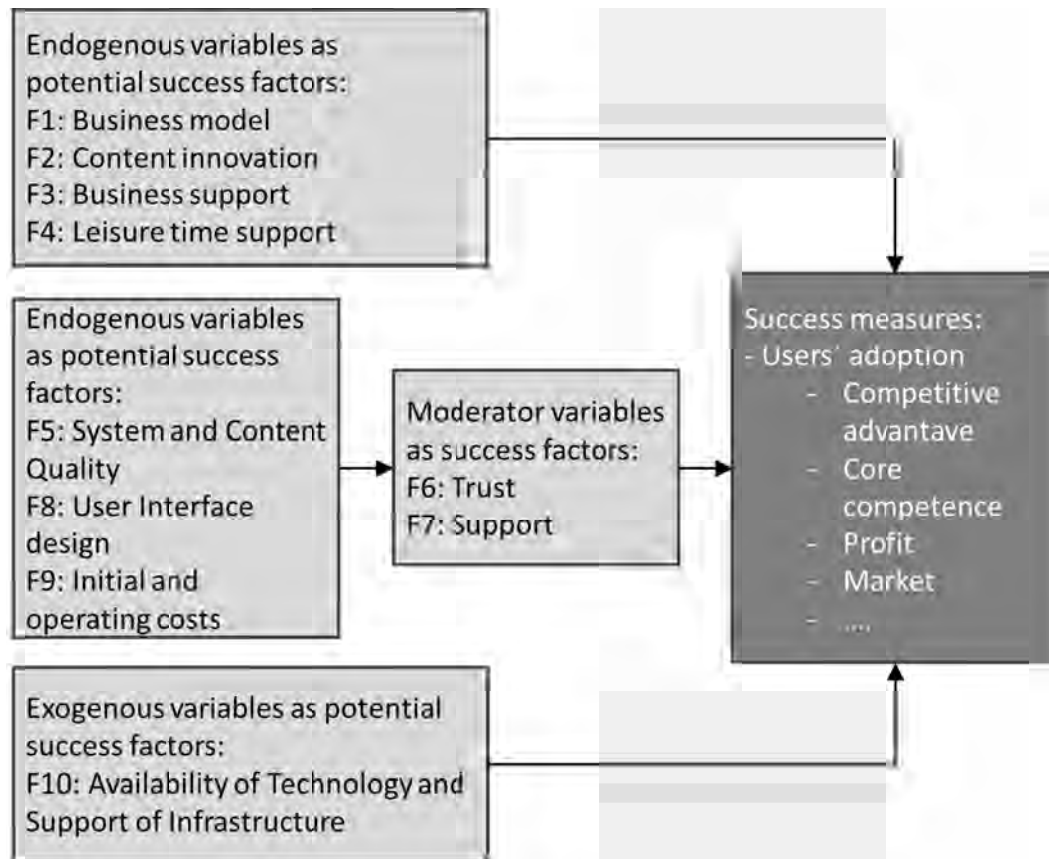 Endogenous variables as
potential success factors:
F1: Business model
F2: Content innovation
F3: Business support
F4: Leisure time support
Endogenous variables
as potential success
factors:
F5: System and Content
Quality
F8: User Interface
design
F9: Initial and
operating costs
Moderator variables
as success factors:
F6: Trust
F7: Support
Success measures:
- Users´ adoption
- Competitive
advantave
- Core
competence
- Profit
- Market
- ....
Exogenous variables as potential
success factors:
F10: Availability of Technology and
Support of Infrastructure